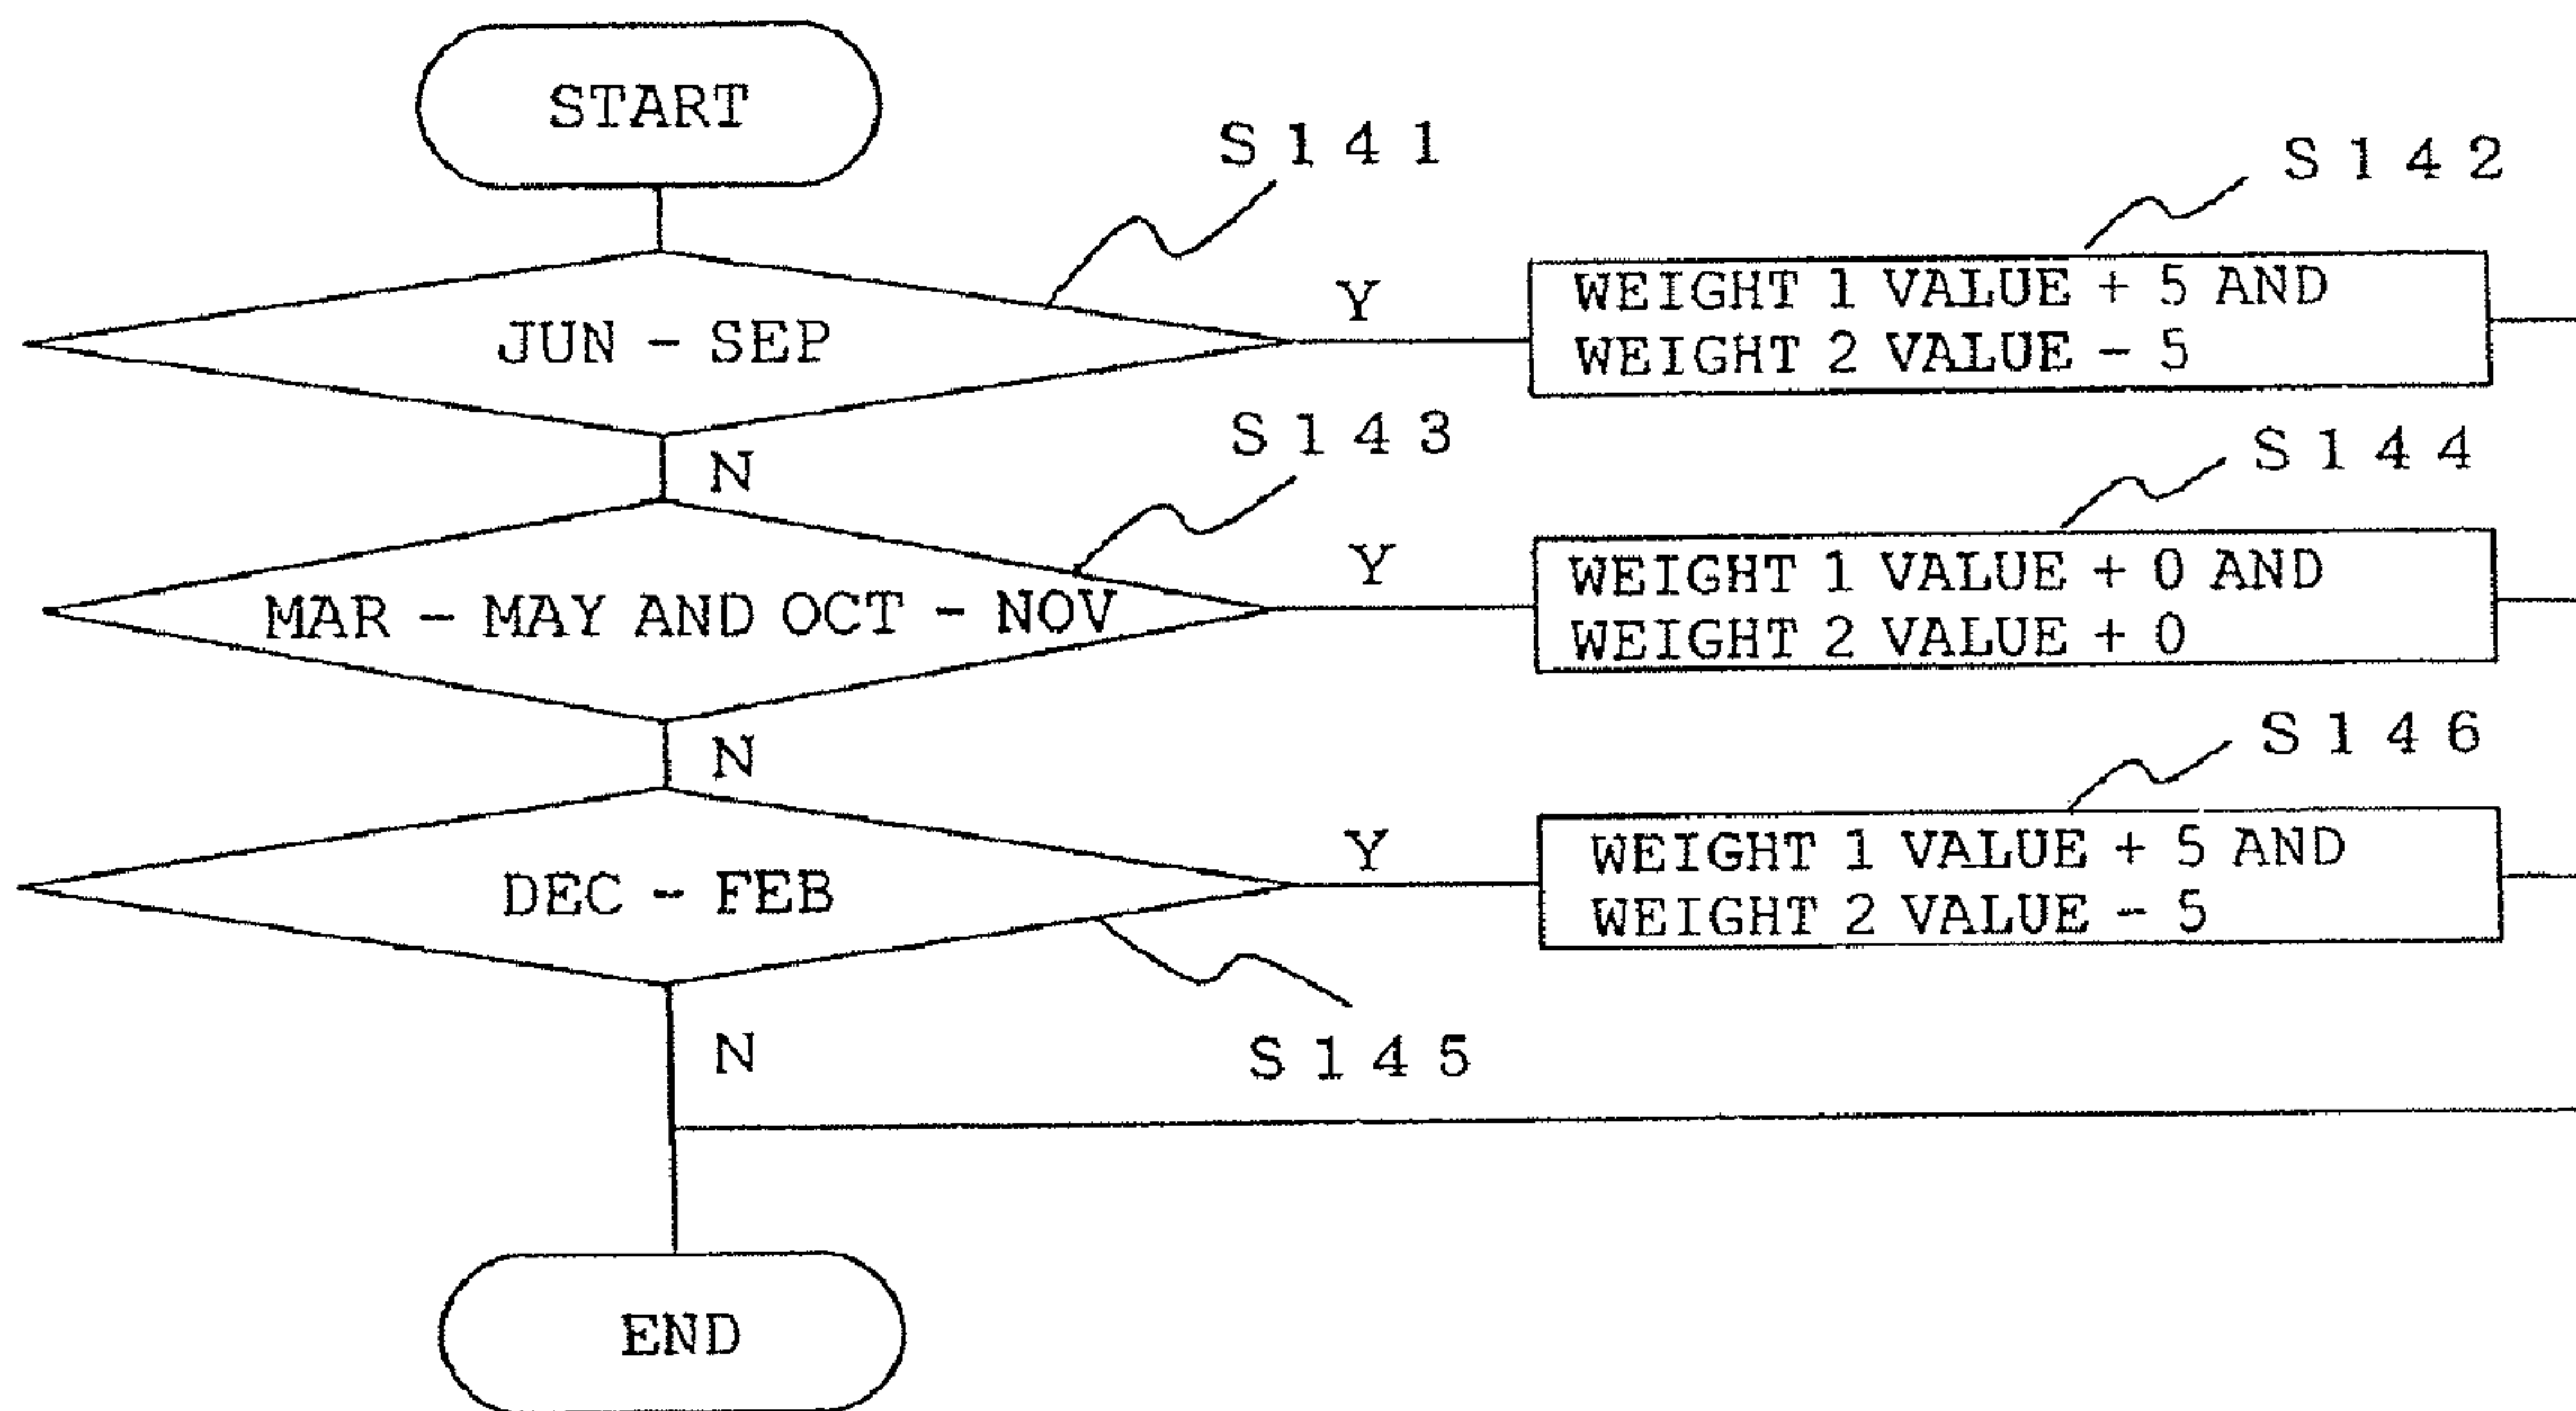 START
S141
S142
JUN - SEP
Y
WEIGHT 1 VALUE + 5 AND
WEIGHT 2 VALUE - 5
N
S143
S144
MAR - MAY AND OCT - NOV
Y
WEIGHT 1 VALUE + 0 AND
WEIGHT 2 VALUE + 0
N
S146
DEC - FEB
Y
WEIGHT 1 VALUE + 5 AND
WEIGHT 2 VALUE - 5
N
S145
END